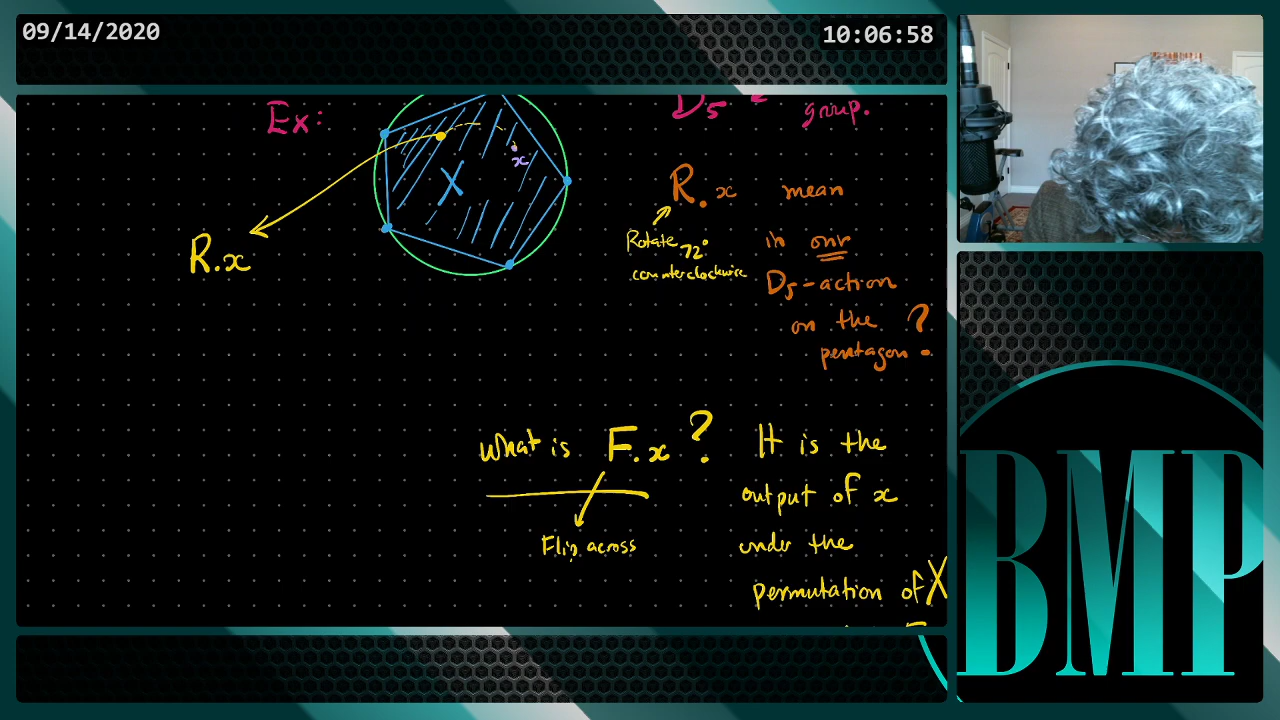 09/14/2020
10:06:58
Ex:
D5
group.
x
X
R.x
R.x mean
Rotate 72°
counterclockwise
in our
D5-action
on the ?
pentagon
What is F.x ?
Flip across
It is the
output of x
under the
permutation of X
BMP